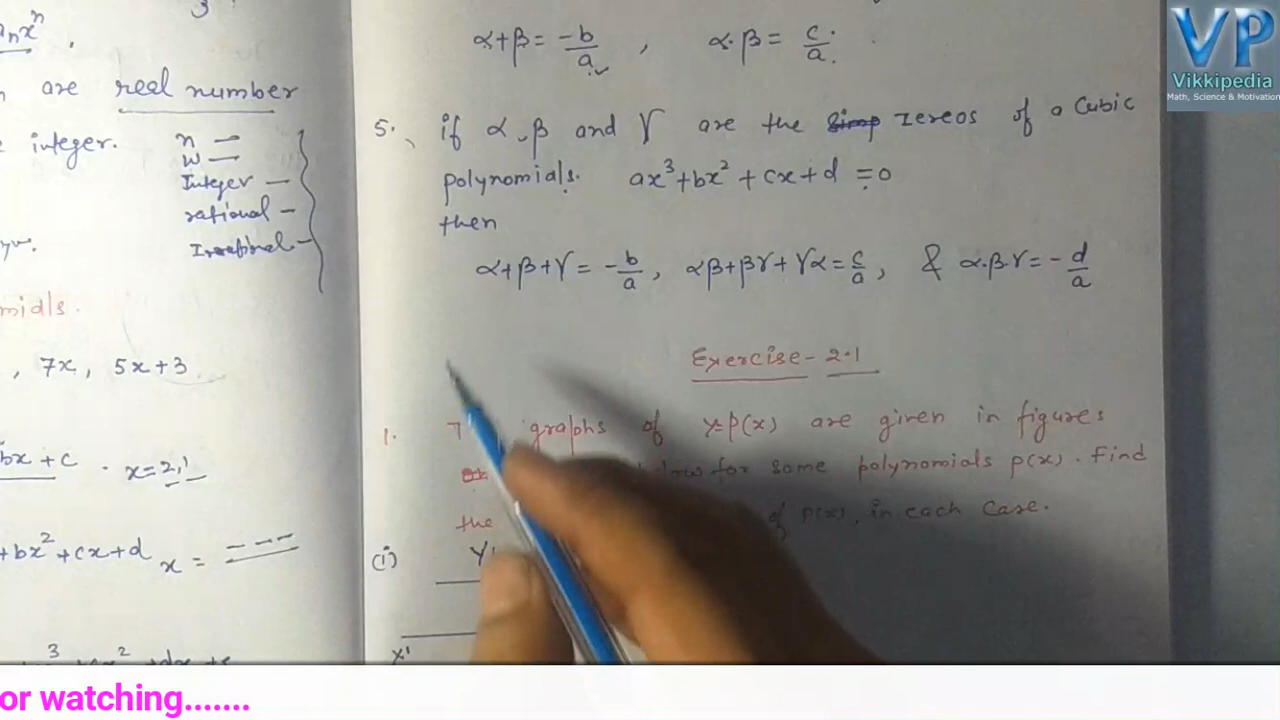 aₙxⁿ,
are real number
integer. n —
w —
Integer —
rational —
mials.
, 7x, 5x+3
bx + c . x=2,1
+bx² + cx + d x = ---
α+β = -b/a , α.β = c/a.
5. if α, β and γ are the zereos of a Cubic
polynomials. ax³+bx²+cx+d =0
then
α+β+γ = -b/a, αβ+βγ+γα=c/a, & α.β.γ=-d/a
Exercise- 2.1
1. graphs of y=p(x) are given in figures
for some polynomials p(x). Find
the of p(x), in each case.
(i) Y'
X'
VP
Vikkipedia
Math, Science & Motivation
or watching.......